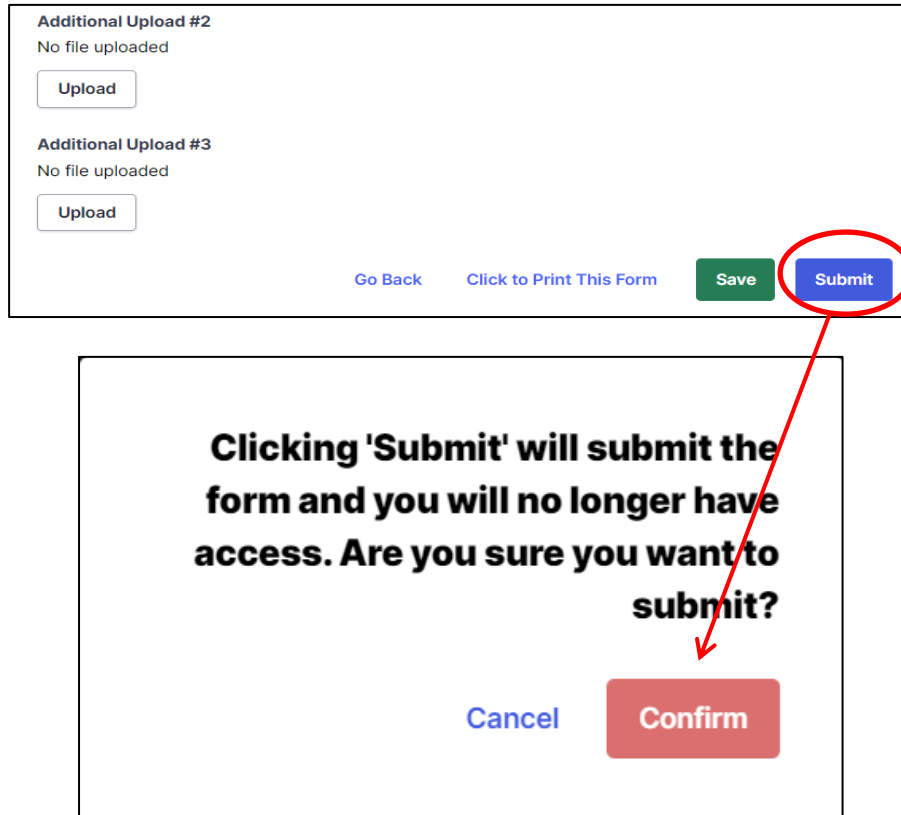 Additional Upload #2
No file uploaded
Upload
Additional Upload #3
No file uploaded
Upload
Go Back Click to Print This Form Save Submit
Clicking 'Submit' will submit the
form and you will no longer have
access. Are you sure you want to
submit?
Cancel Confirm